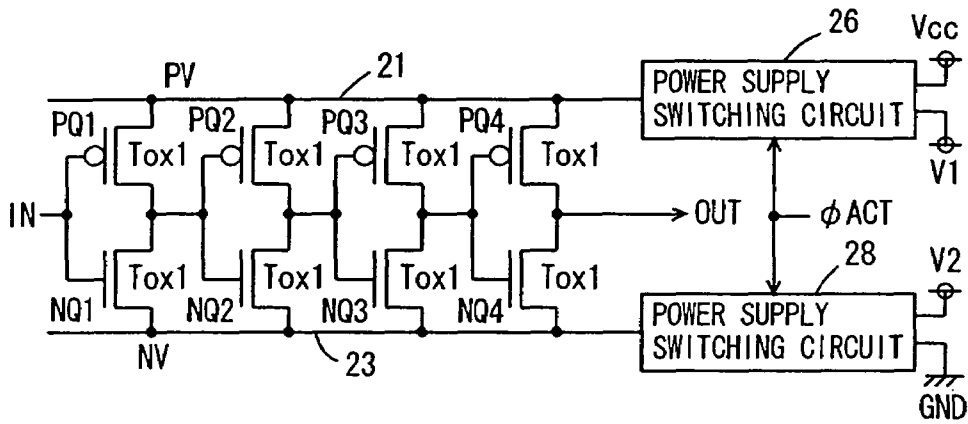 26
Vcc
21
PV
POWER SUPPLY
SWITCHING CIRCUIT
PQ1 PQ2 PQ3 PQ4
Tox1 Tox1 Tox1 Tox1
V1
IN
OUT
φACT
28
V2
Tox1 Tox1 Tox1 Tox1
NQ1 NQ2 NQ3 NQ4
POWER SUPPLY
SWITCHING CIRCUIT
NV
23
GND